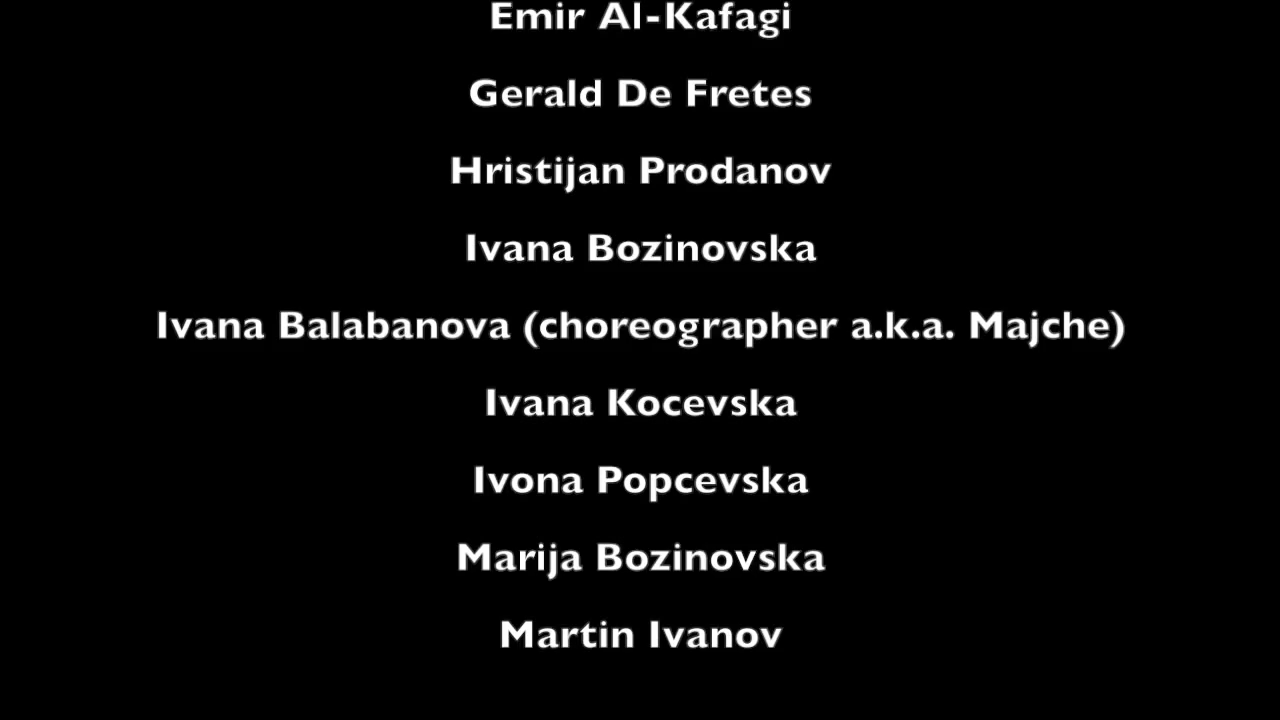 Emir Al-Kafagi
Gerald De Fretes
Hristijan Prodanov
Ivana Bozinovska
Ivana Balabanova (choreographer a.k.a. Majche)
Ivana Kocevska
Ivona Popcevska
Marija Bozinovska
Martin Ivanov